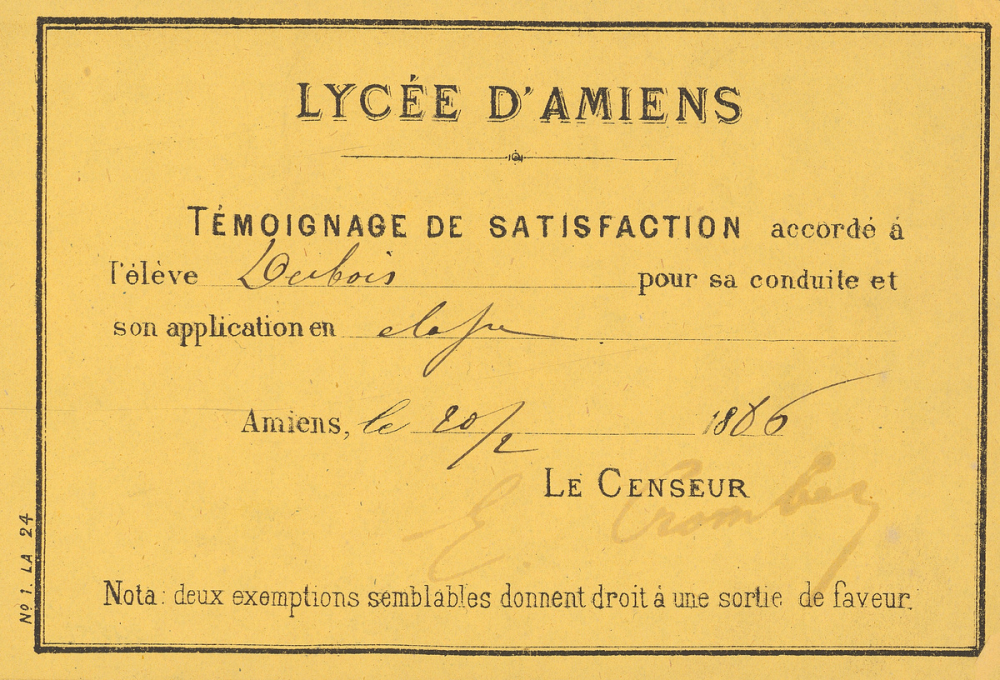 LYCÉE D'AMIENS
TÉMOIGNAGE DE SATISFACTION accordé à
l'élève Dubois pour sa conduite et
son application en classe
Amiens, le 20/2 1886
LE CENSEUR
E. Crombez
Nota: deux exemptions semblables donnent droit à une sortie de faveur.
Nº 1. LA 24